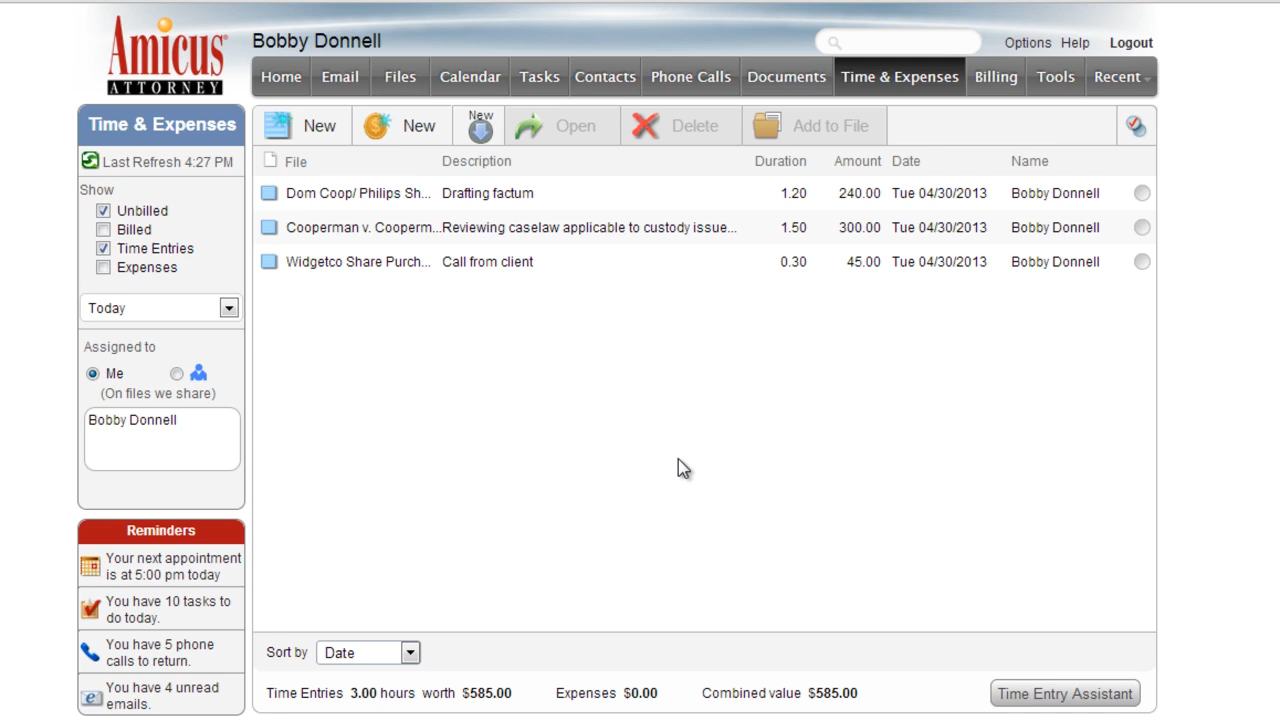 Amicus
ATTORNEY
Bobby Donnell
Options Help Logout
Home Email Files Calendar Tasks Contacts Phone Calls Documents Time & Expenses Billing Tools Recent
Time & Expenses
New New New Open Delete Add to File
Last Refresh 4:27 PM
Show
Unbilled
Billed
Time Entries
Expenses
Today
Assigned to
Me
(On files we share)
Bobby Donnell
File Description Duration Amount Date Name
Dom Coop/ Philips Sh... Drafting factum 1.20 240.00 Tue 04/30/2013 Bobby Donnell
Cooperman v. Cooperm... Reviewing caselaw applicable to custody issue... 1.50 300.00 Tue 04/30/2013 Bobby Donnell
Widgetco Share Purch... Call from client 0.30 45.00 Tue 04/30/2013 Bobby Donnell
Reminders
Your next appointment
is at 5:00 pm today
You have 10 tasks to
do today.
You have 5 phone
calls to return.
You have 4 unread
emails.
Sort by Date
Time Entries 3.00 hours worth $585.00 Expenses $0.00 Combined value $585.00
Time Entry Assistant